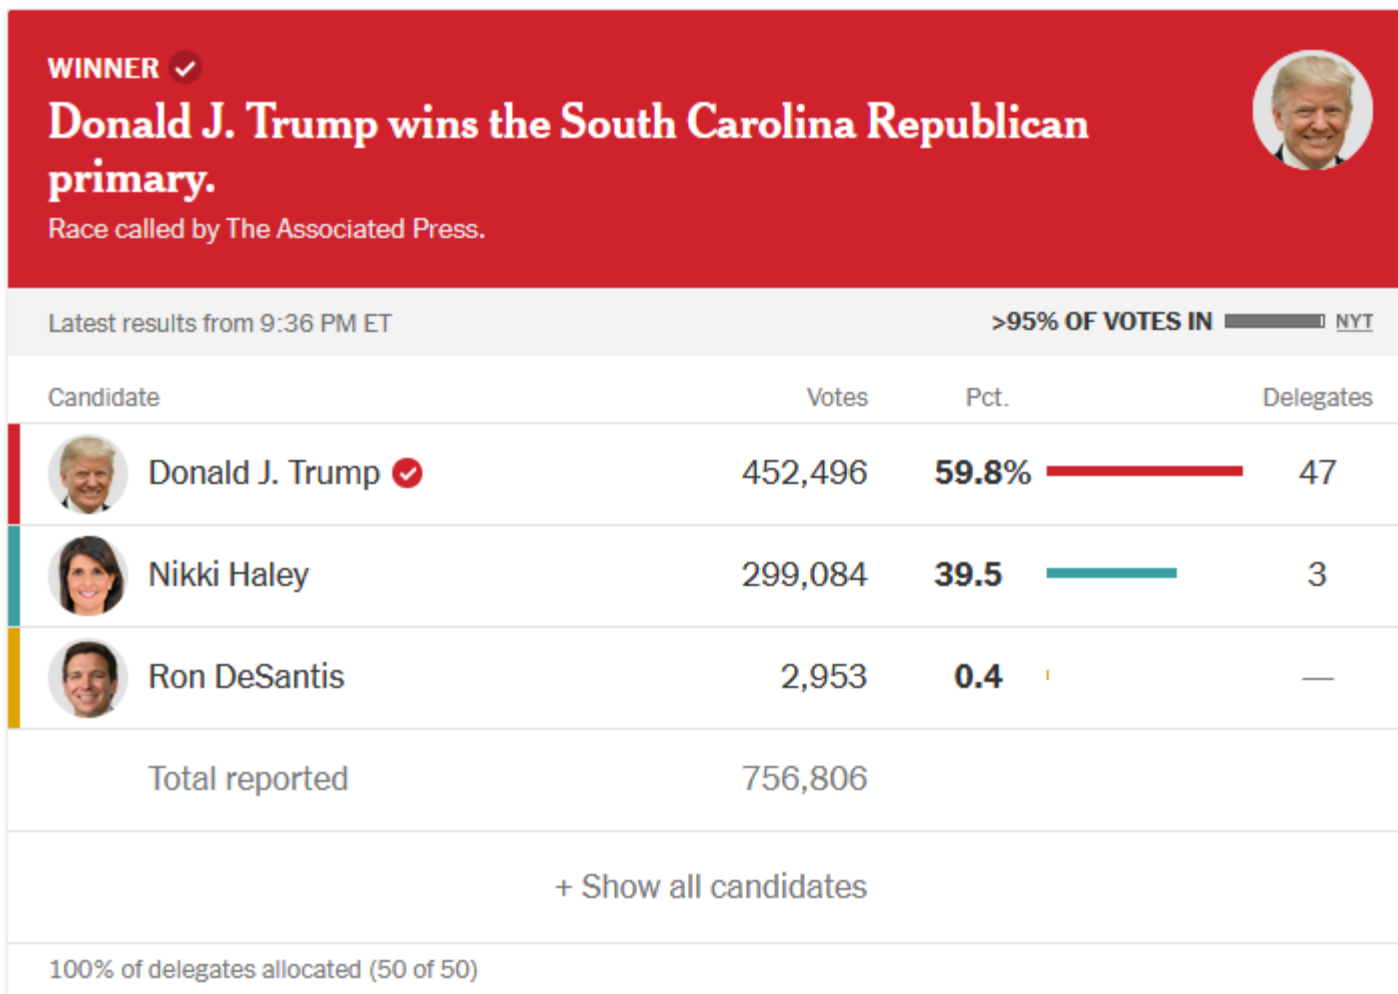 WINNER
Donald J. Trump wins the South Carolina Republican
primary.
Race called by The Associated Press.
Latest results from 9:36 PM ET >95% OF VOTES IN NYT
Candidate Votes Pct. Delegates
Donald J. Trump 452,496 59.8% 47
Nikki Haley 299,084 39.5 3
Ron DeSantis 2,953 0.4 —
Total reported 756,806
+ Show all candidates
100% of delegates allocated (50 of 50)